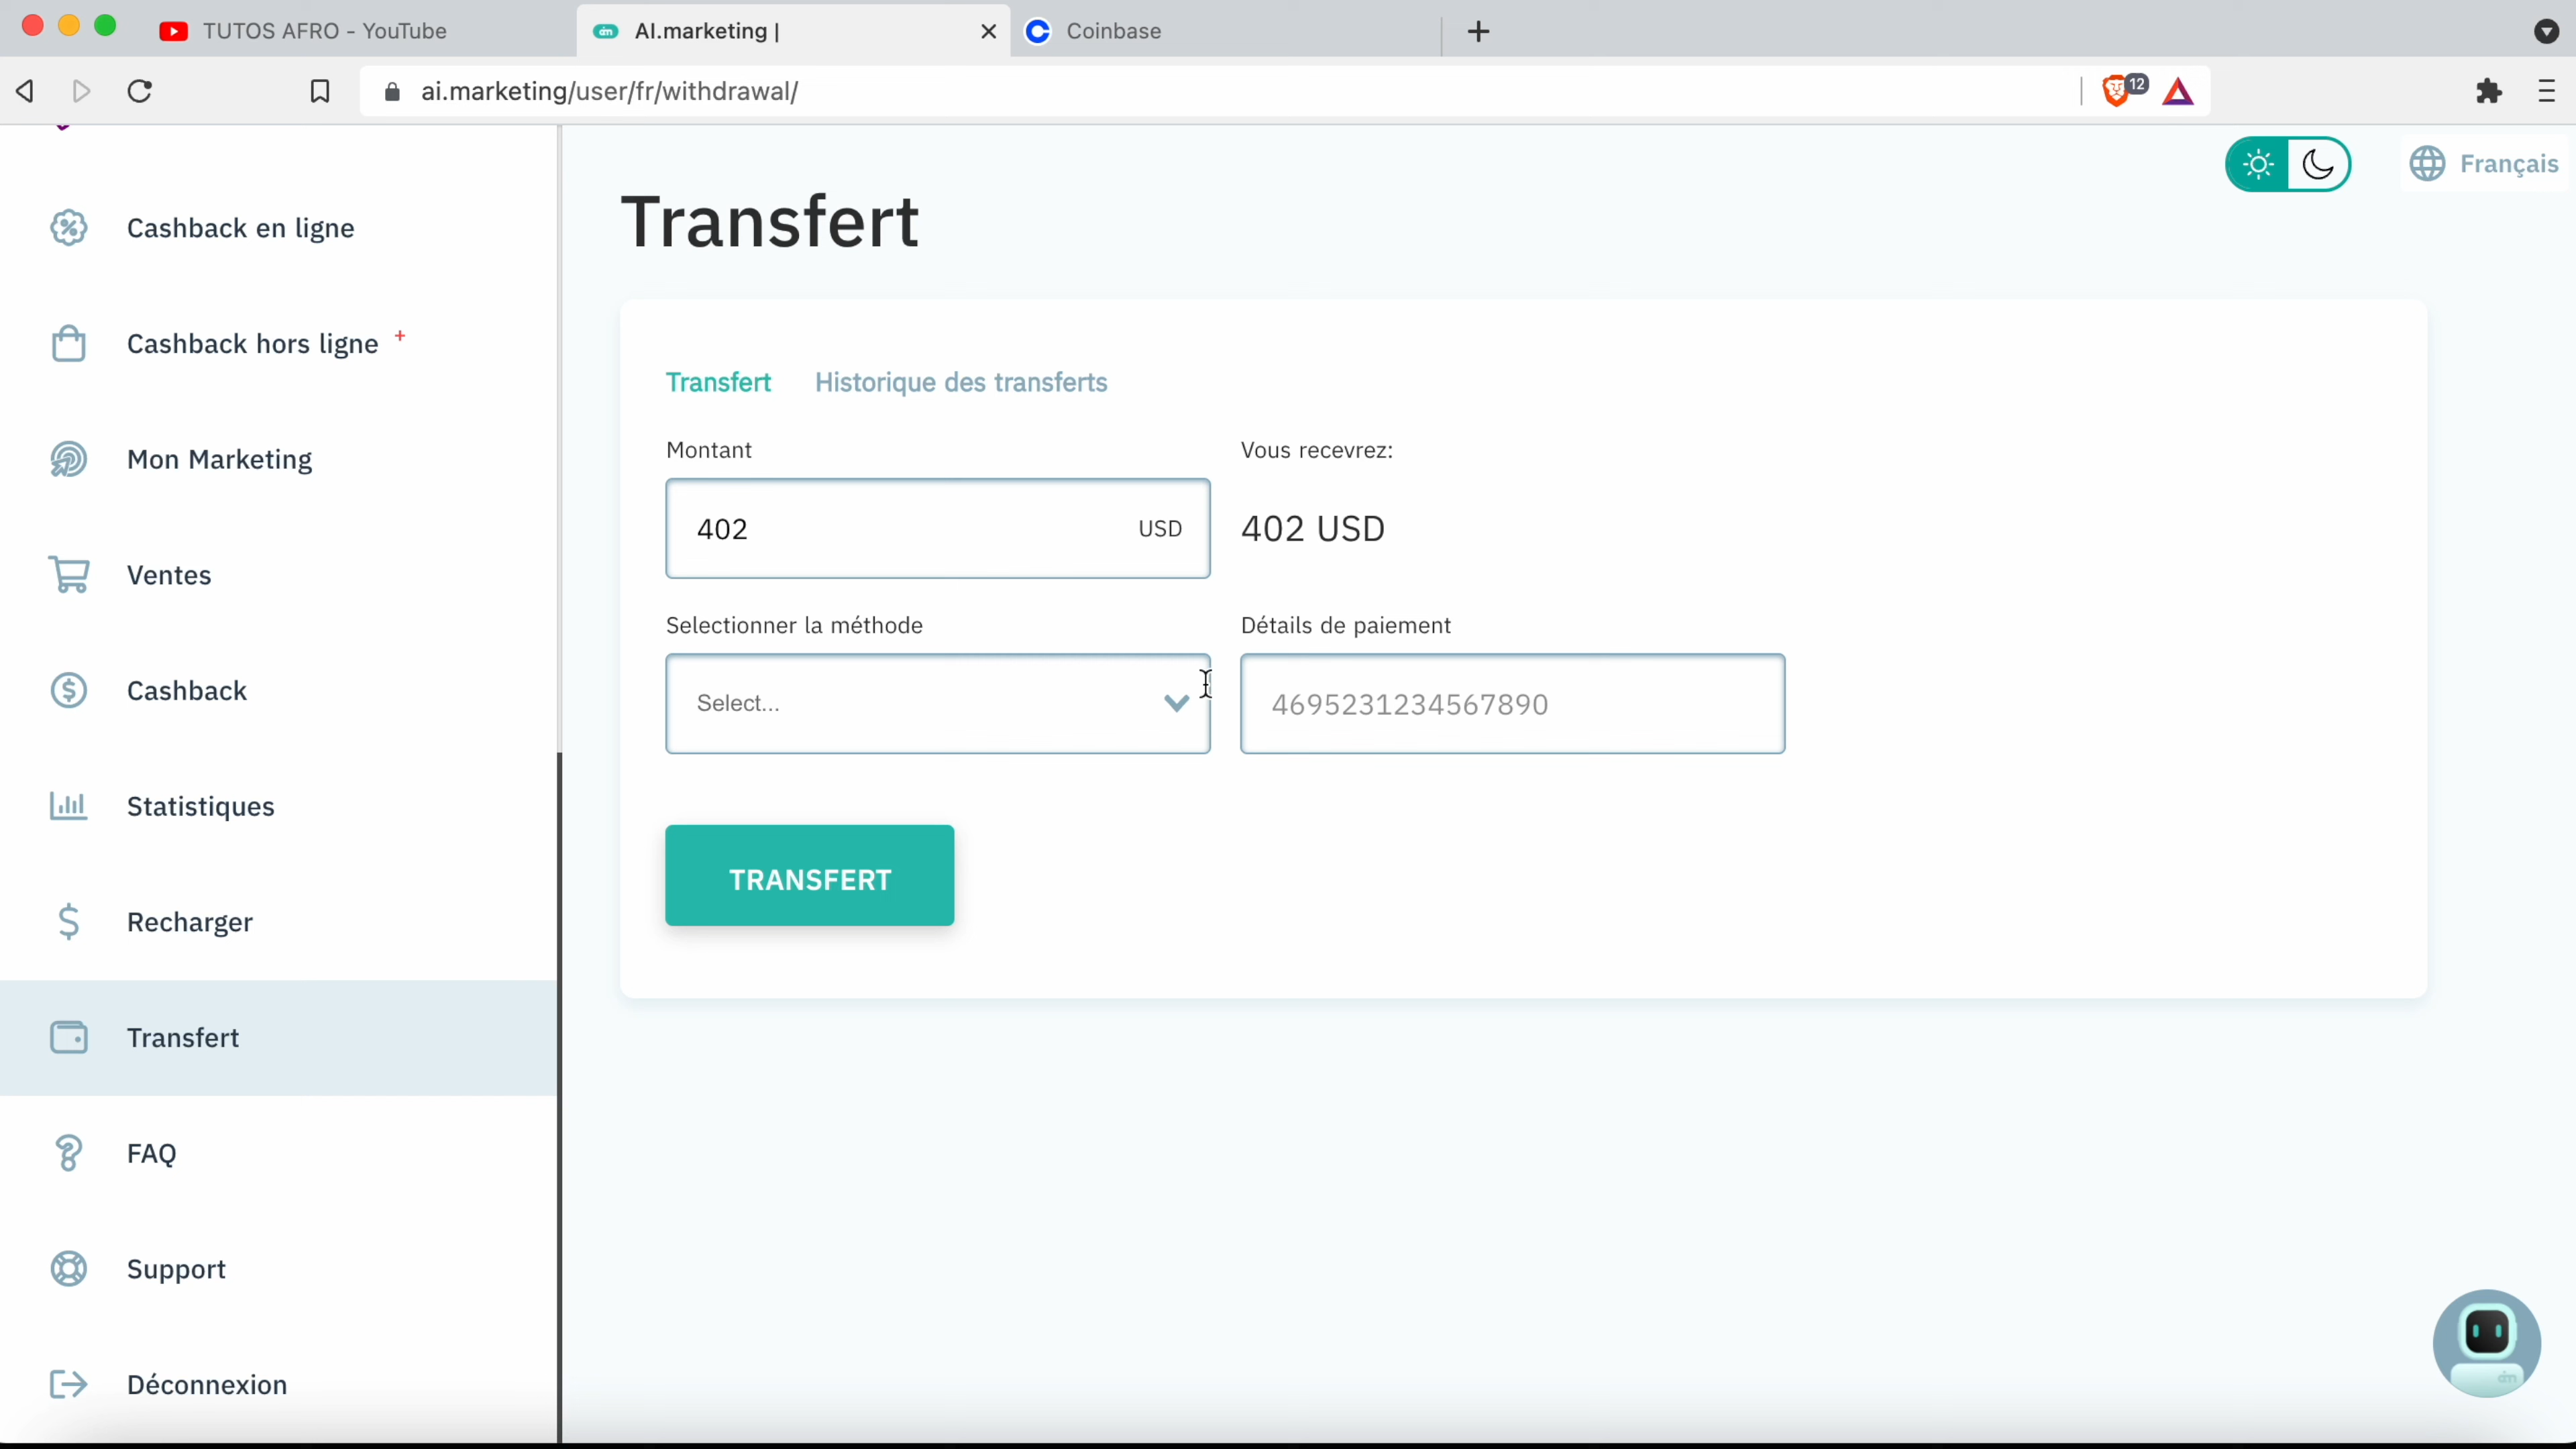 TUTOS AFRO - YouTube
AI.marketing |
Coinbase
ai.marketing/user/fr/withdrawal/
12
Français
Cashback en ligne
Cashback hors ligne +
Mon Marketing
Ventes
Cashback
Statistiques
Recharger
Transfert
FAQ
Support
Déconnexion
Transfert
Transfert Historique des transferts
Montant
Vous recevrez:
402 USD
402 USD
Selectionner la méthode
Détails de paiement
Select...
4695231234567890
TRANSFERT